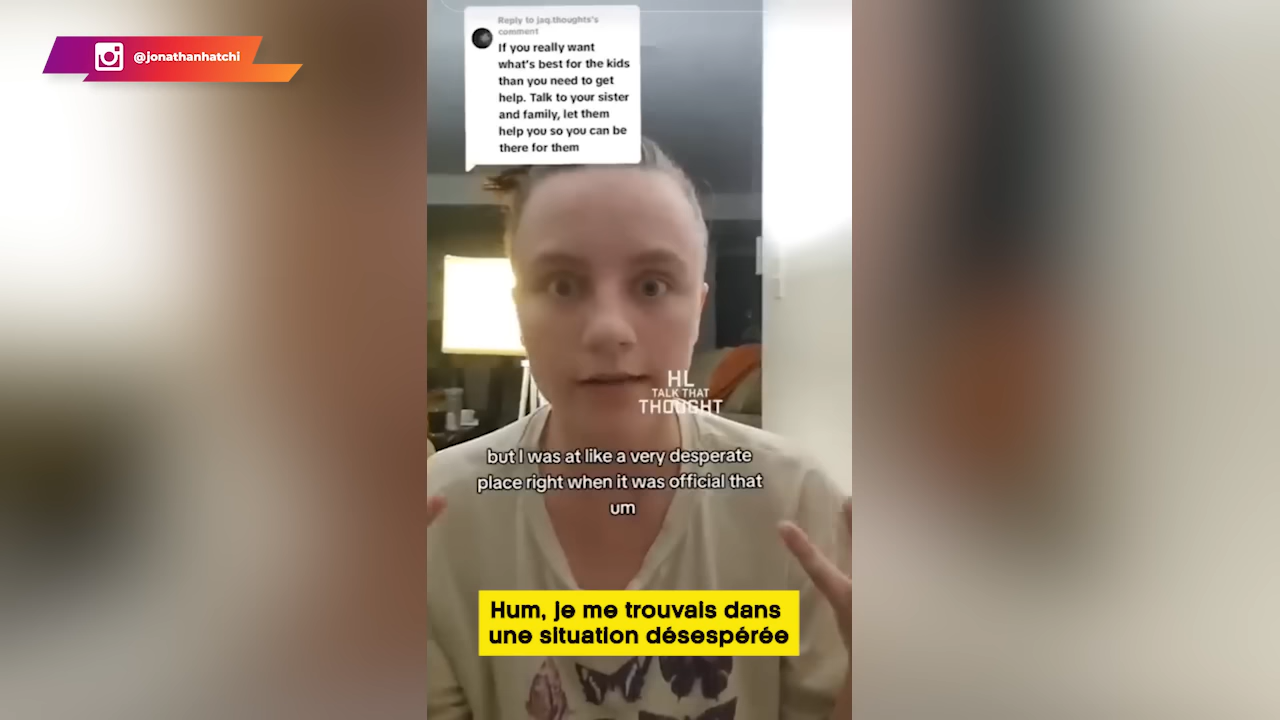 @jonathanhatchi
Reply to jaq.thoughts's
comment
If you really want
what's best for the kids
than you need to get
help. Talk to your sister
and family, let them
help you so you can be
there for them
HL
TALK THAT
THOUGHT
but I was at like a very desperate
place right when it was official that
um
Hum, je me trouvais dans
une situation désespérée